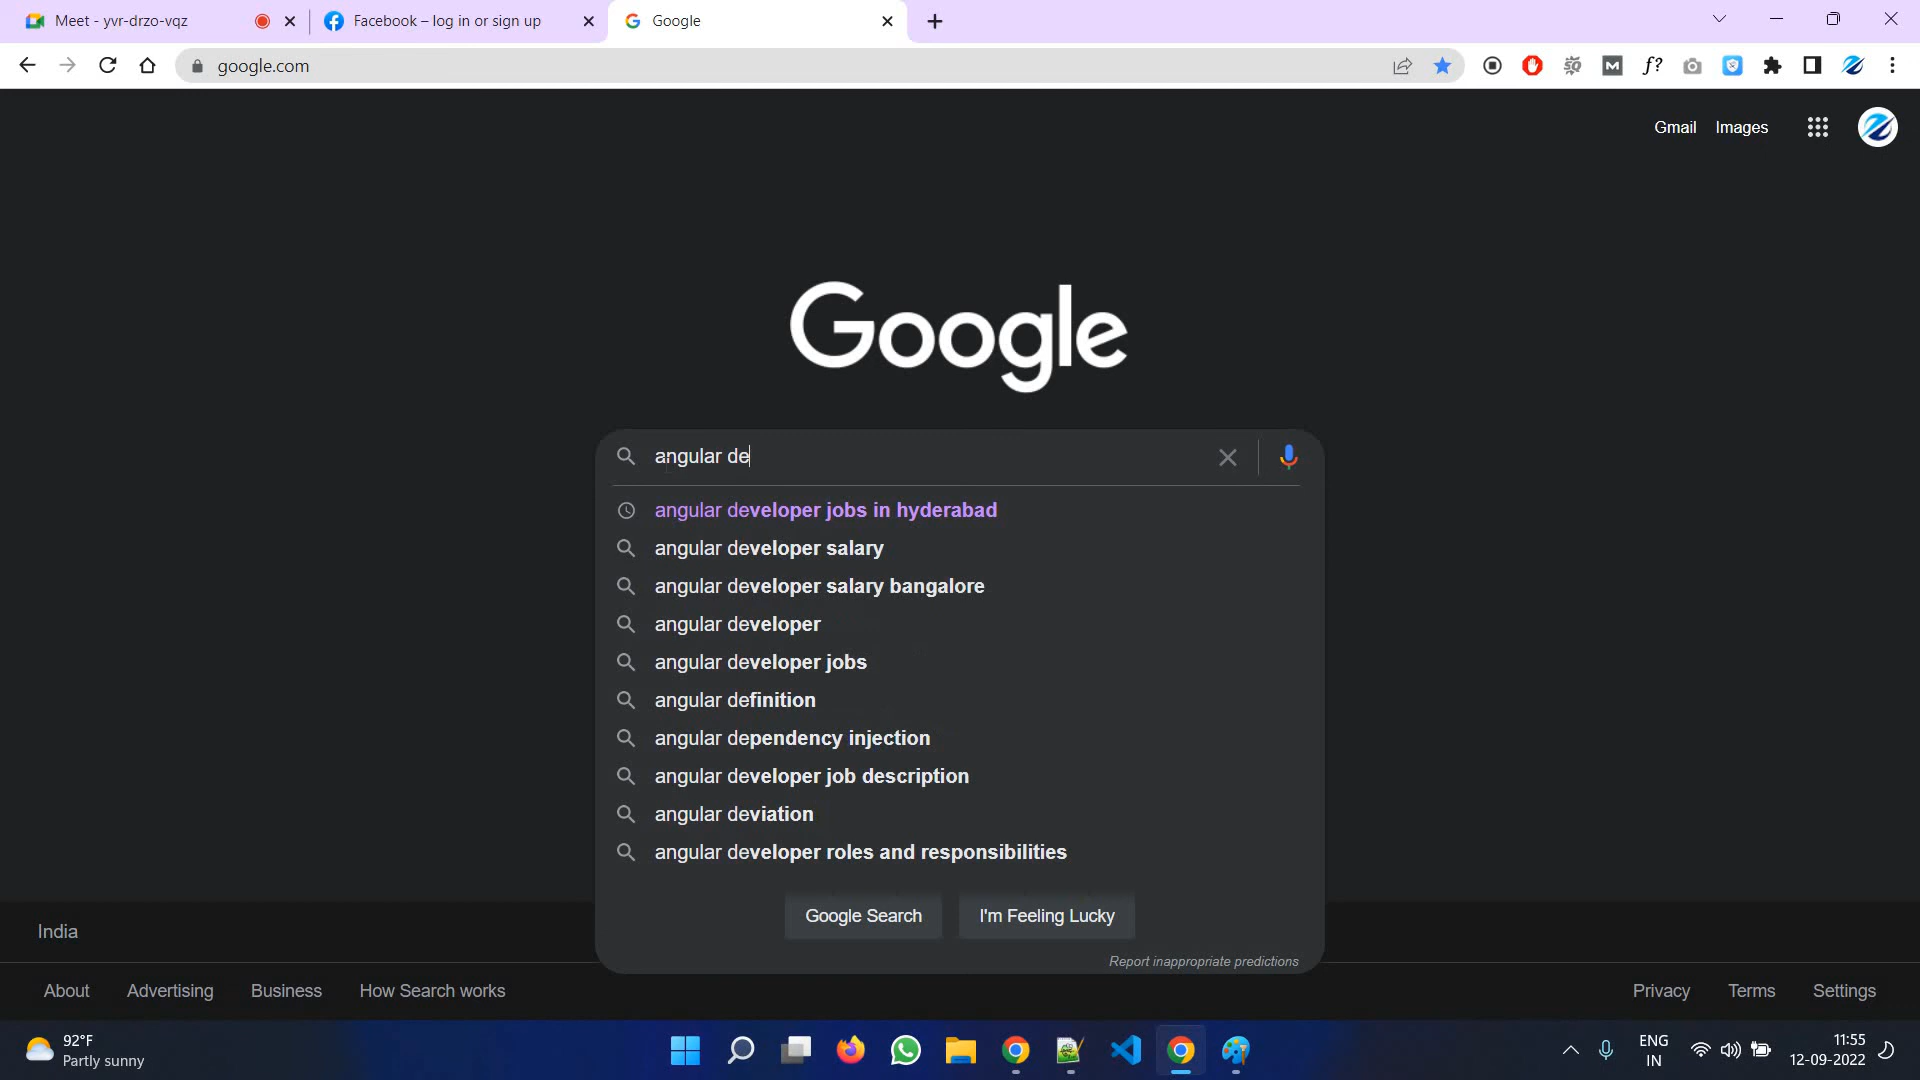 Meet - yvr-drzo-vqz
Facebook – log in or sign up
Google
google.com
Gmail Images
Google
angular de
angular developer jobs in hyderabad
angular developer salary
angular developer salary bangalore
angular developer
angular developer jobs
angular definition
angular dependency injection
angular developer job description
angular deviation
angular developer roles and responsibilities
Google Search I'm Feeling Lucky
Report inappropriate predictions
India
About Advertising Business How Search works Privacy Terms Settings
92°F
Partly sunny
ENG
IN
11:55
12-09-2022